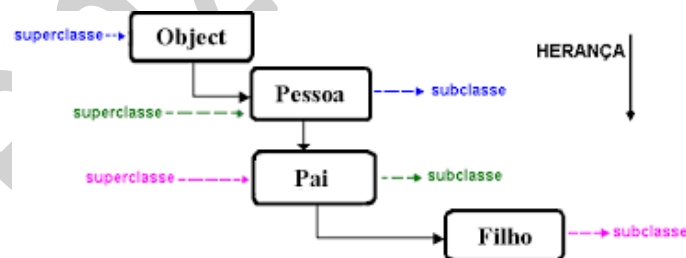 superclasse
Object
HERANÇA
Pessoa
subclasse
superclasse
superclasse
Pai
subclasse
Filho
subclasse